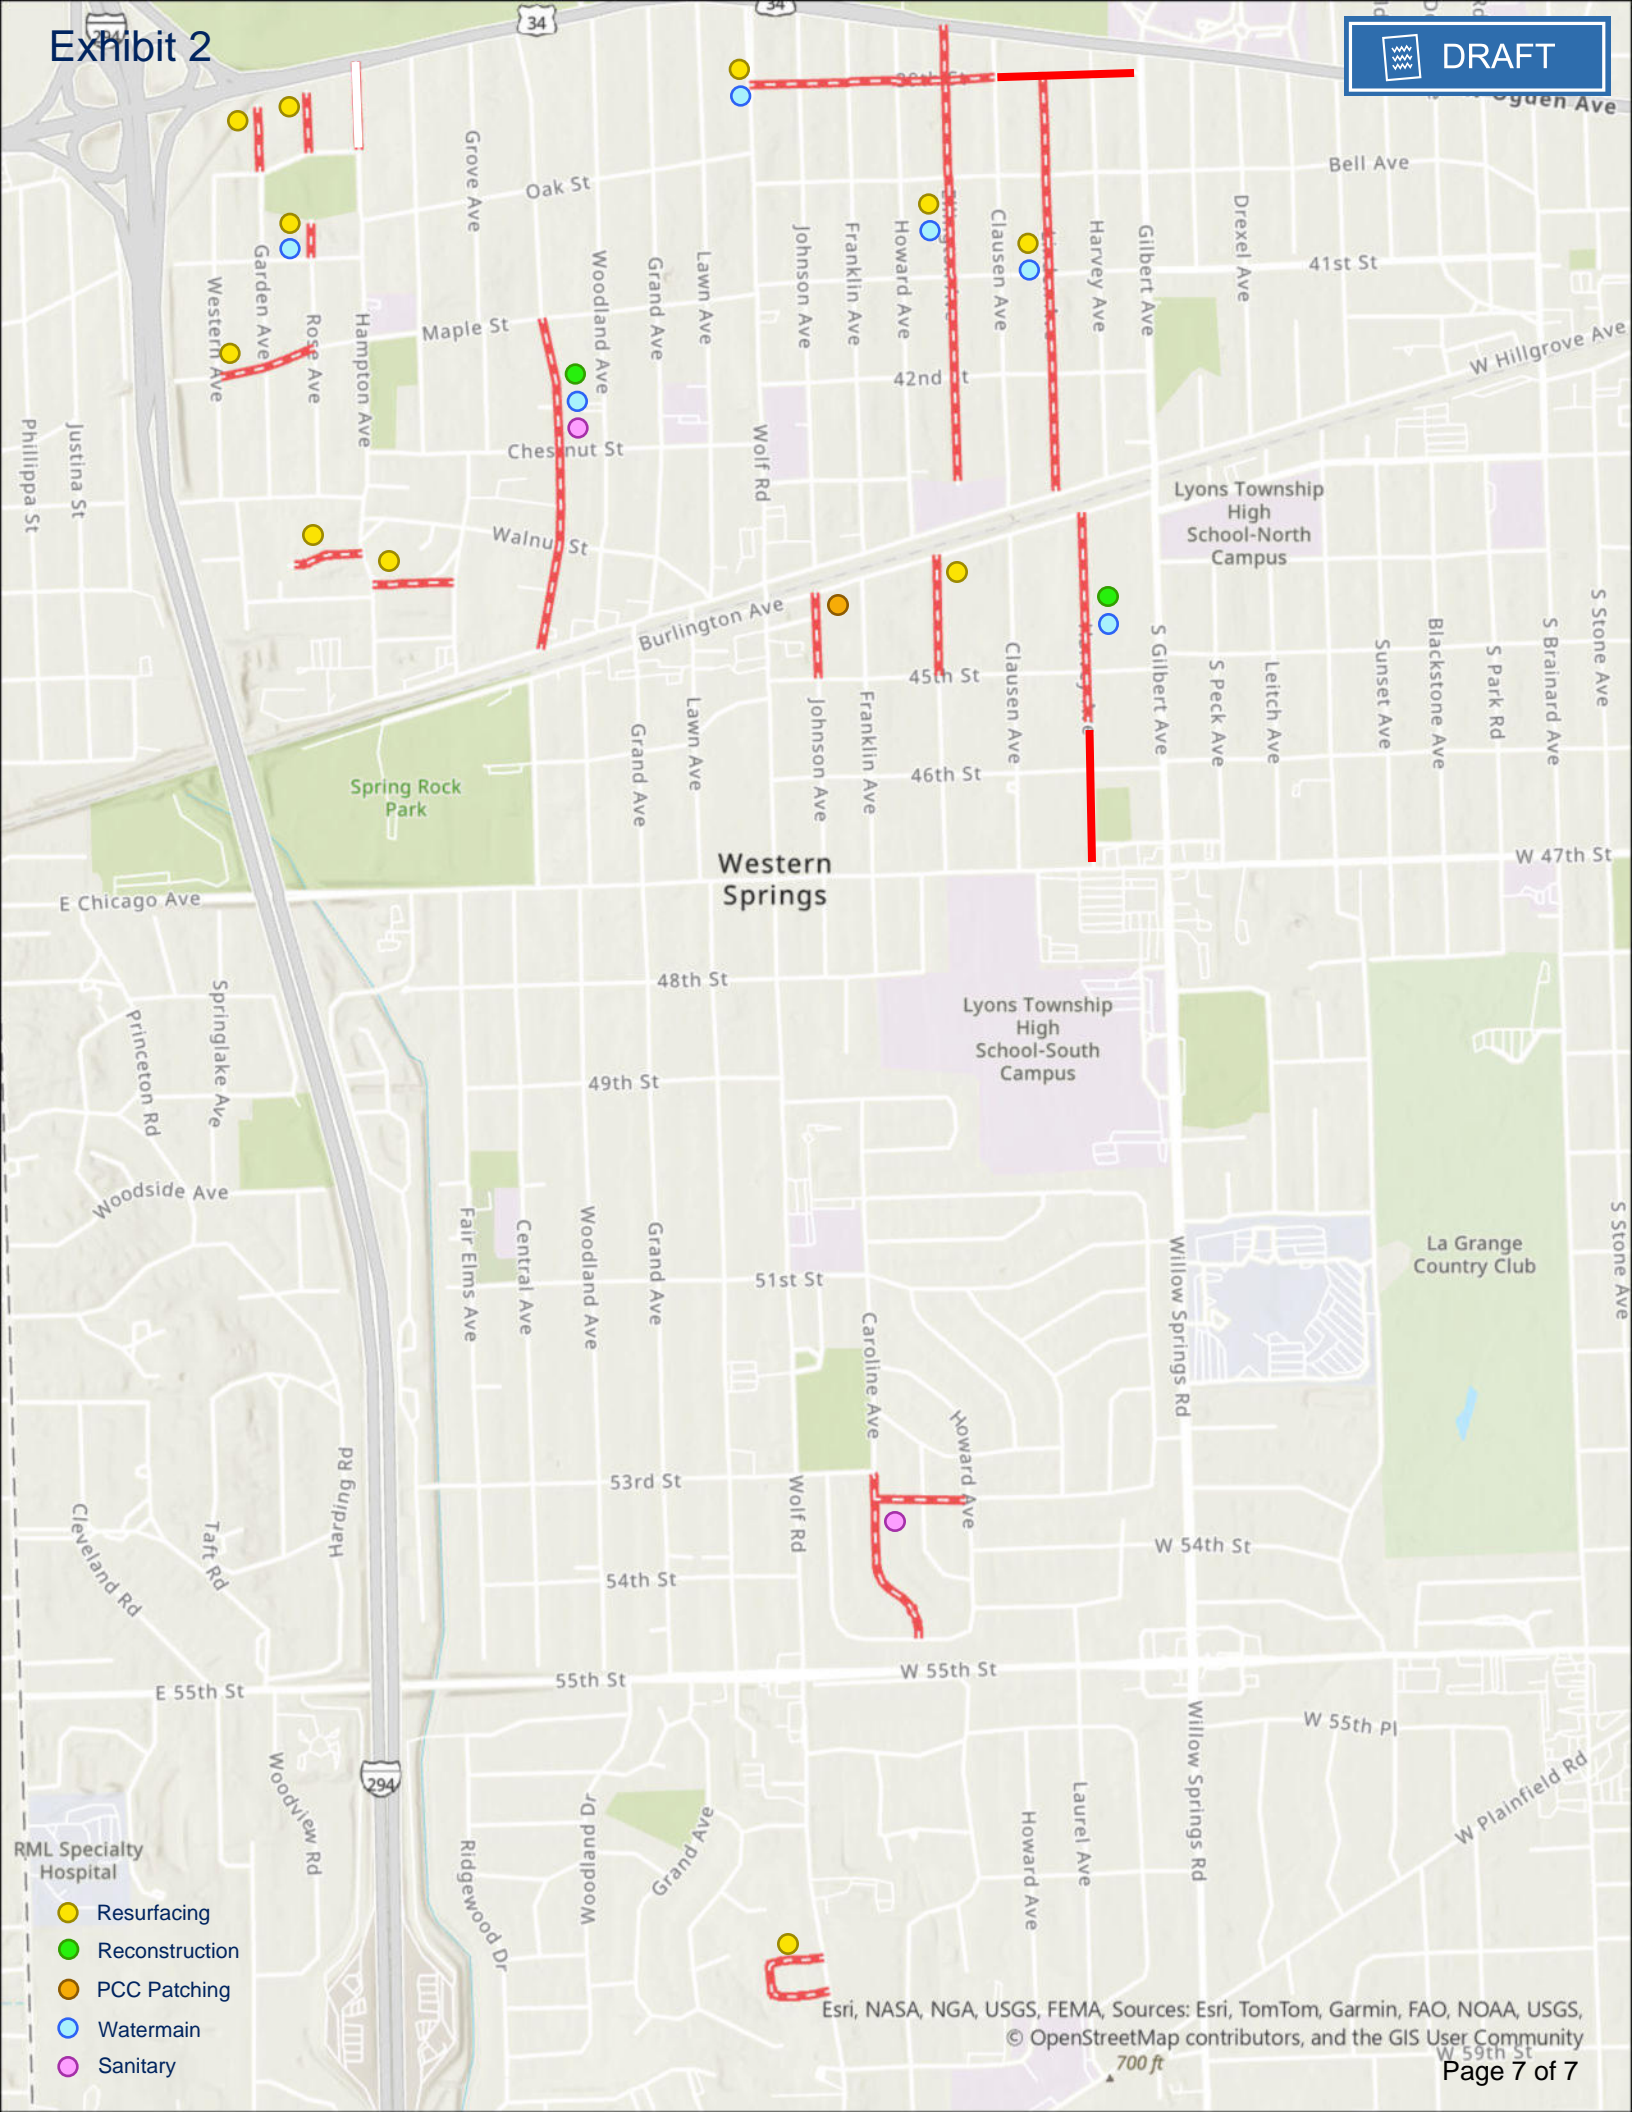 34
34
294
Exhibit 2
DRAFT
Ogden Ave
Bell Ave
Grove Ave
Oak St
Drexel Ave
41st St
Johnson Ave
Franklin Ave
Howard Ave
Clausen Ave
Harvey Ave
Gilbert Ave
Woodland Ave
Grand Ave
Lawn Ave
Garden Ave
Western Ave
Rose Ave
Hampton Ave
Maple St
W Hillgrove Ave
42nd St
Phillippa St
Justina St
Chestnut St
Wolf Rd
Walnut St
Lyons Township
High
School-North
Campus
Burlington Ave
45th St
Clausen Ave
Harvey Ave
S Gilbert Ave
S Peck Ave
Leitch Ave
Sunset Ave
Blackstone Ave
S Park Rd
S Brainard Ave
S Stone Ave
Grand Ave
Lawn Ave
Johnson Ave
Franklin Ave
46th St
Spring Rock
Park
Western
Springs
W 47th St
E Chicago Ave
48th St
Lyons Township
High
School-South
Campus
Princeton Rd
Springlake Ave
49th St
Woodside Ave
Fair Elms Ave
Central Ave
Woodland Ave
Grand Ave
51st St
Caroline Ave
Willow Springs Rd
La Grange
Country Club
S Stone Ave
Howard Ave
Harding Rd
53rd St
Wolf Rd
Cleveland Rd
Taft Rd
W 54th St
54th St
W 55th St
55th St
E 55th St
W 55th Pl
Willow Springs Rd
W Plainfield Rd
294
Woodview Rd
Woodland Dr
Grand Ave
Ridgewood Dr
Howard Ave
Laurel Ave
RML Specialty
Hospital
Resurfacing
Reconstruction
PCC Patching
Watermain
Sanitary
Esri, NASA, NGA, USGS, FEMA, Sources: Esri, TomTom, Garmin, FAO, NOAA, USGS,
© OpenStreetMap contributors, and the GIS User Community
W 59th St
700 ft
Page 7 of 7